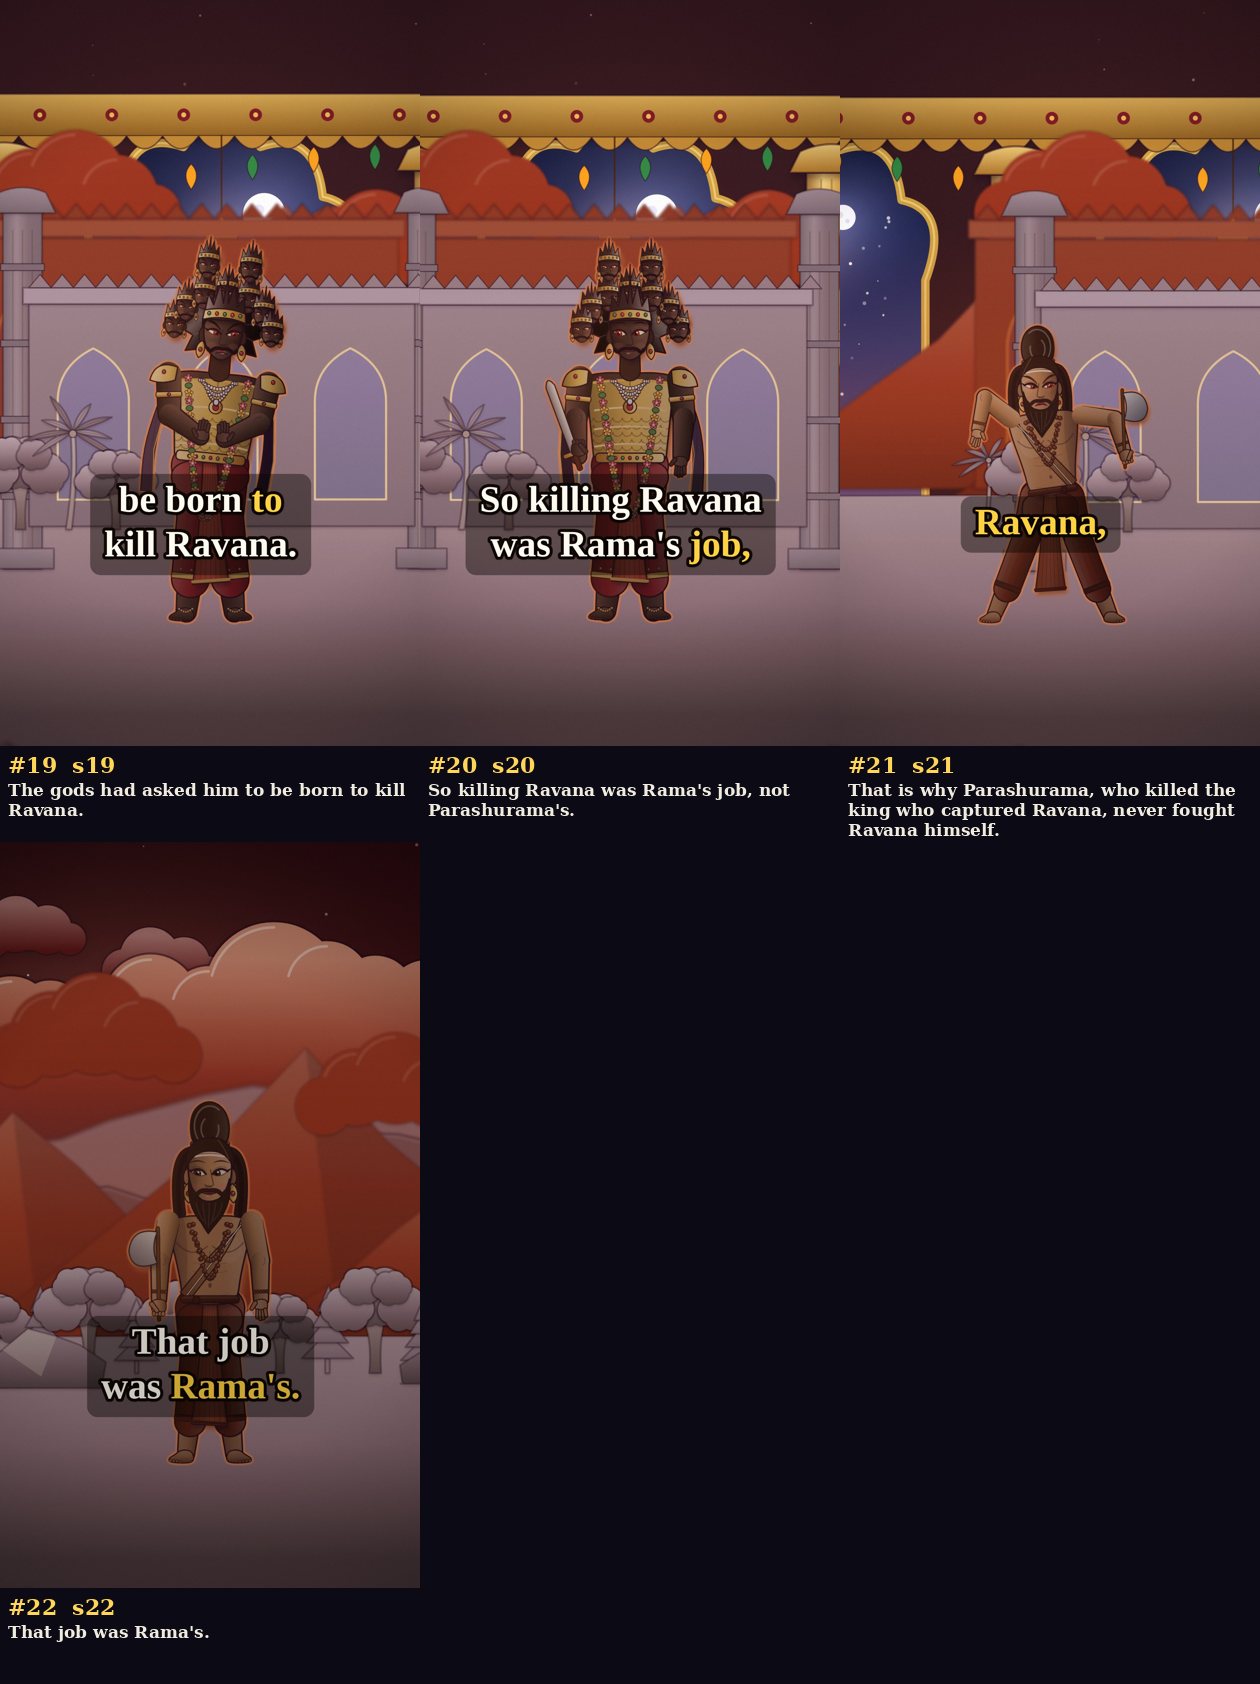 be born to
kill Ravana.
So killing Ravana
was Rama's job,
Ravana,
#19 s19
The gods had asked him to be born to kill
Ravana.
#20 s20
So killing Ravana was Rama's job, not
Parashurama's.
#21 s21
That is why Parashurama, who killed the
king who captured Ravana, never fought
Ravana himself.
That job
was Rama's.
#22 s22
That job was Rama's.